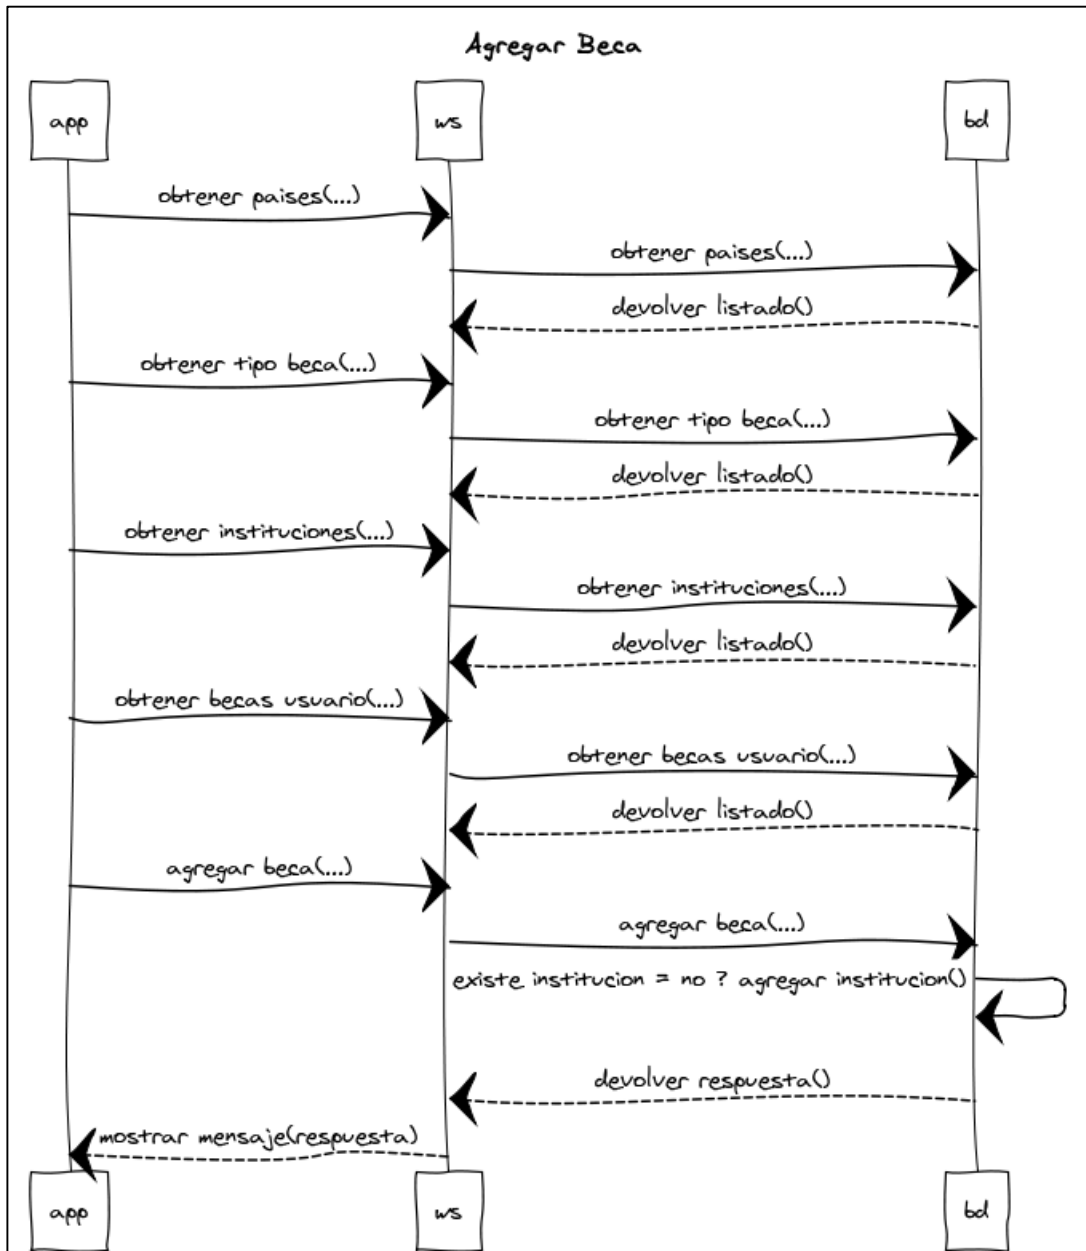 Agregar Beca
app
ws
bd
obtener paises(...)
obtener paises(...)
devolver listado()
obtener tipo beca(...)
obtener tipo beca(...)
devolver listado()
obtener instituciones(...)
obtener instituciones(...)
devolver listado()
obtener becas usuario(...)
obtener becas usuario(...)
devolver listado()
agregar beca(...)
agregar beca(...)
existe institucion = no ? agregar institucion()
devolver respuesta()
mostrar mensaje(respuesta)
app
ws
bd